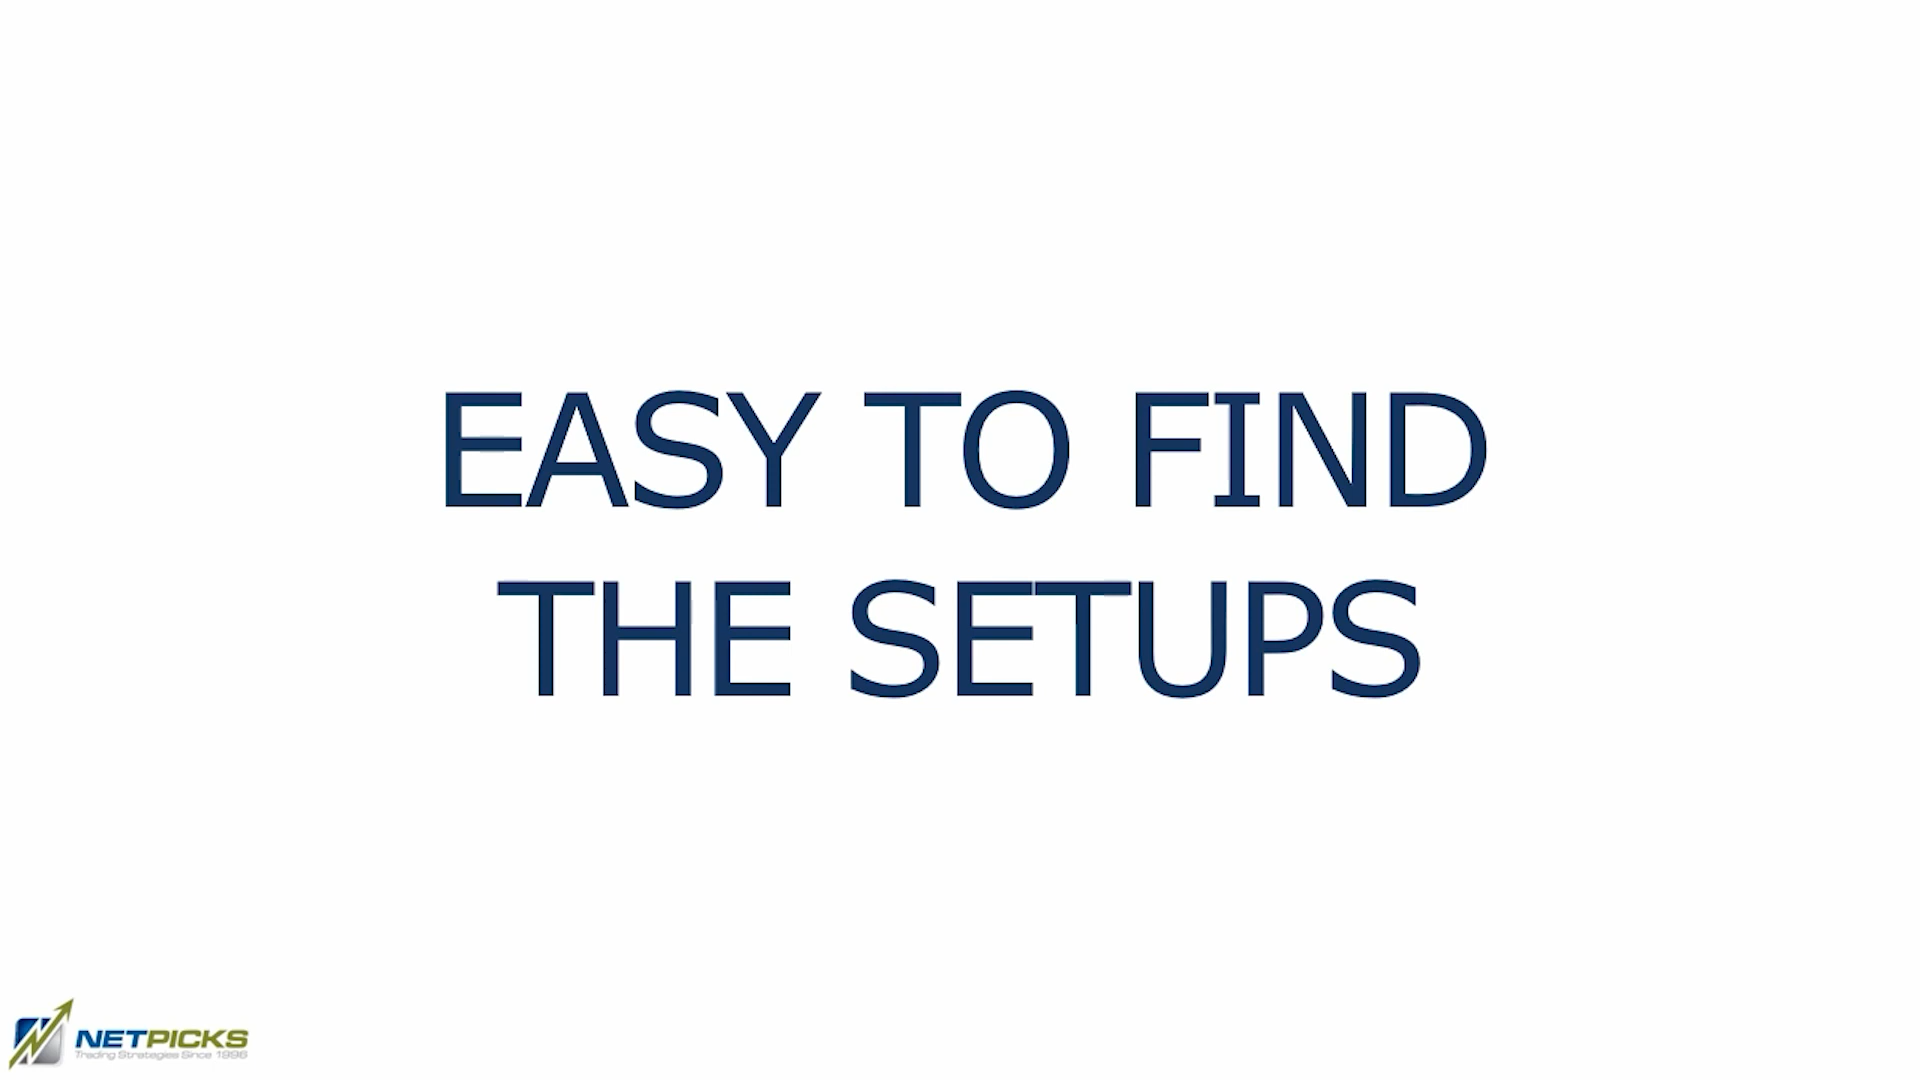 EASY TO FIND
THE SETUPS
NETPICKS
Trading Strategies Since 1996